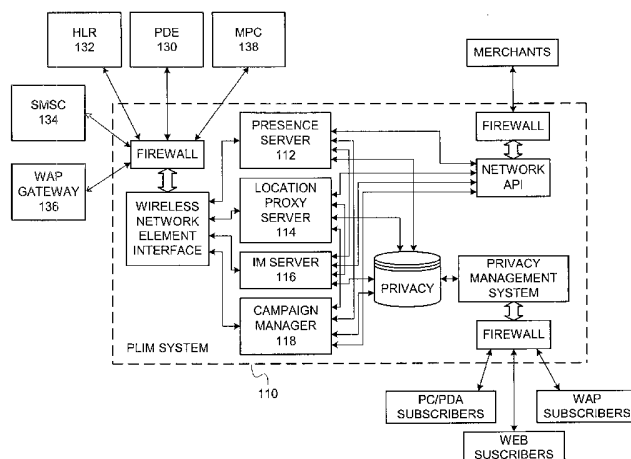 HLR
132
PDE
130
MPC
138
MERCHANTS
SMSC
134
FIREWALL
PRESENCE
SERVER
112
FIREWALL
WAP
GATEWAY
136
WIRELESS
NETWORK
ELEMENT
INTERFACE
LOCATION
PROXY
SERVER
114
NETWORK
API
IM SERVER
116
PRIVACY
PRIVACY
MANAGEMENT
SYSTEM
CAMPAIGN
MANAGER
118
FIREWALL
PLIM SYSTEM
110
PC/PDA
SUBSCRIBERS
WAP
SUBSCRIBERS
WEB
SUSCRIBERS